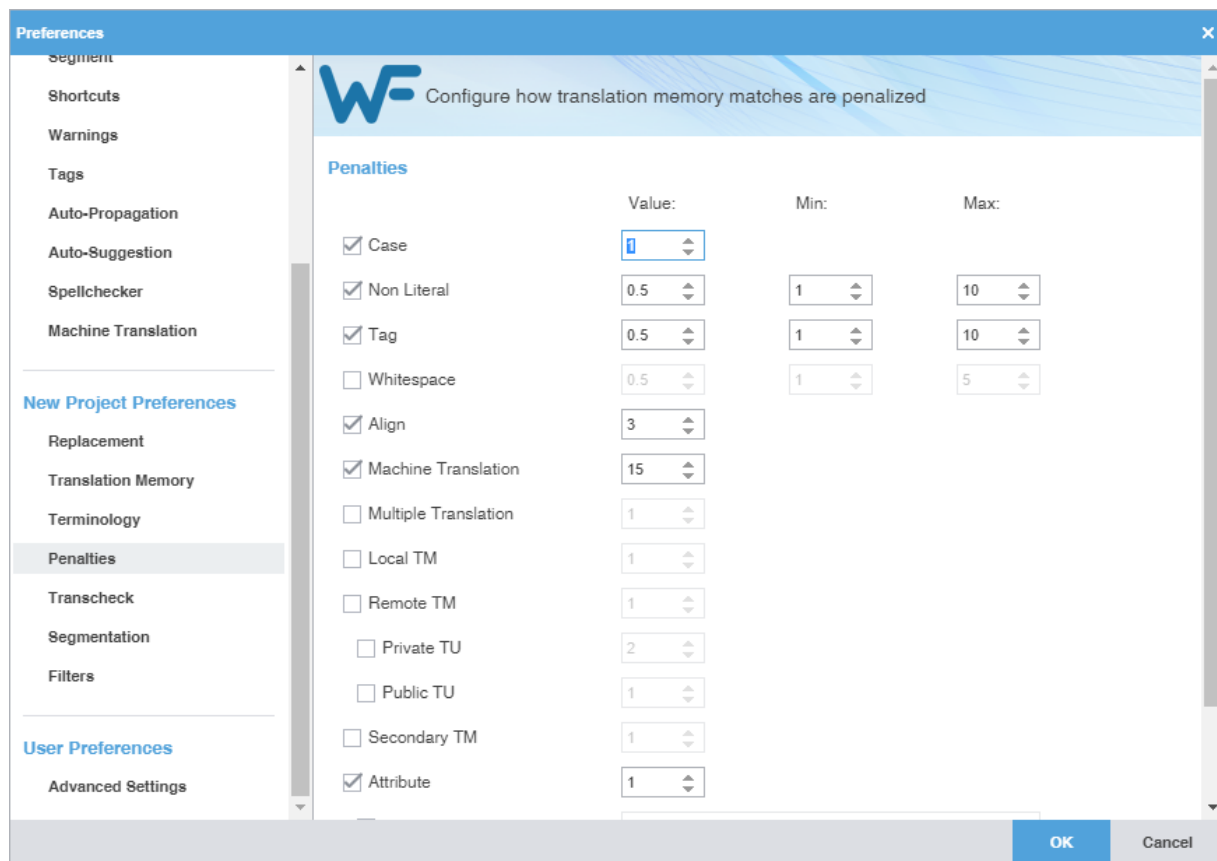 Preferences
Segment
Shortcuts
Warnings
Tags
Auto-Propagation
Auto-Suggestion
Spellchecker
Machine Translation
New Project Preferences
Replacement
Translation Memory
Terminology
Penalties
Transcheck
Segmentation
Filters
User Preferences
Advanced Settings
WF Configure how translation memory matches are penalized
Penalties
Value: Min: Max:
Case 1
Non Literal 0.5 1 10
Tag 0.5 1 10
Whitespace 0.5 1 5
Align 3
Machine Translation 15
Multiple Translation 1
Local TM 1
Remote TM 1
Private TU 2
Public TU 1
Secondary TM 1
Attribute 1
OK Cancel